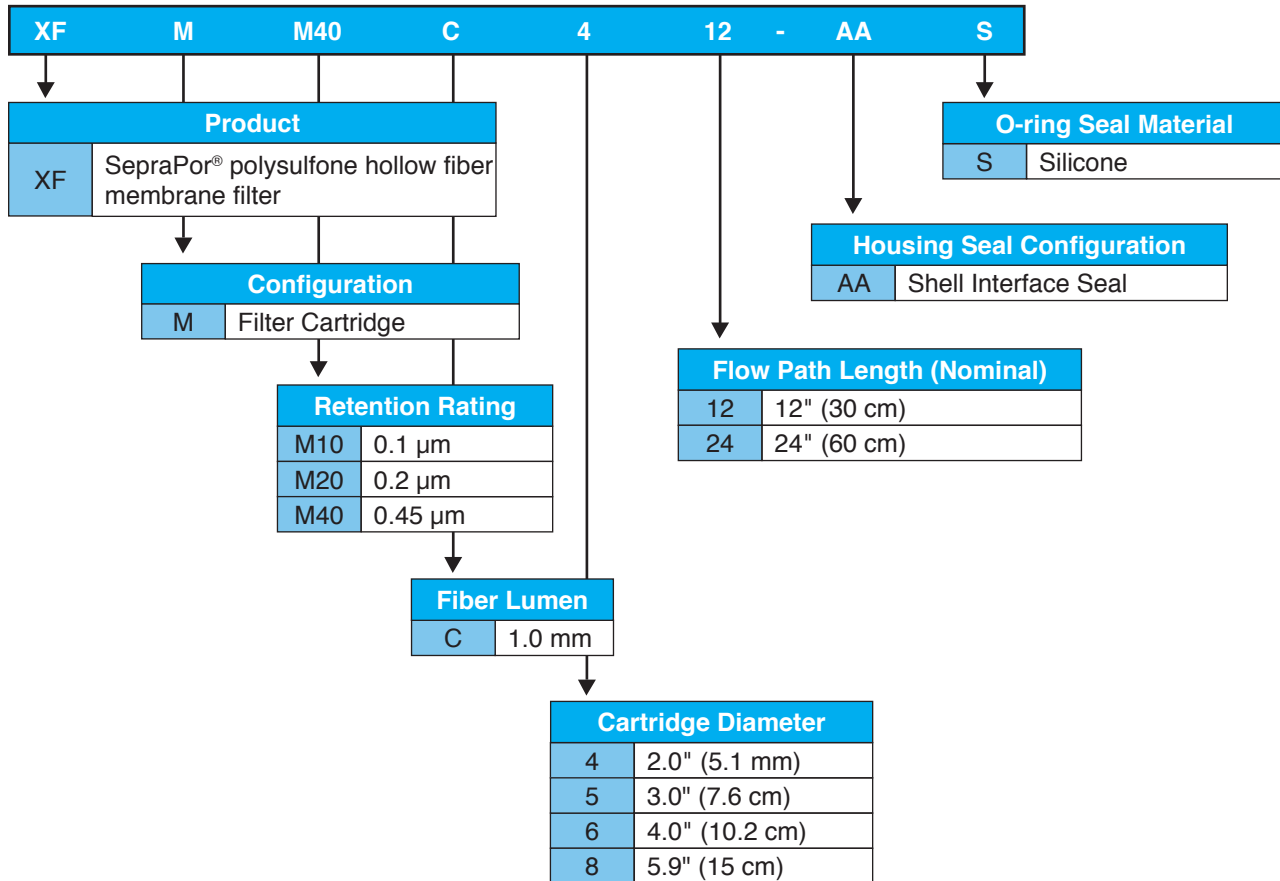 XF M M40 C 4 12 - AA S
Product
XF SepraPor® polysulfone hollow fiber
membrane filter
O-ring Seal Material
S Silicone
Housing Seal Configuration
AA Shell Interface Seal
Configuration
M Filter Cartridge
Flow Path Length (Nominal)
12 12" (30 cm)
24 24" (60 cm)
Retention Rating
M10 0.1 µm
M20 0.2 µm
M40 0.45 µm
Fiber Lumen
C 1.0 mm
Cartridge Diameter
4 2.0" (5.1 mm)
5 3.0" (7.6 cm)
6 4.0" (10.2 cm)
8 5.9" (15 cm)